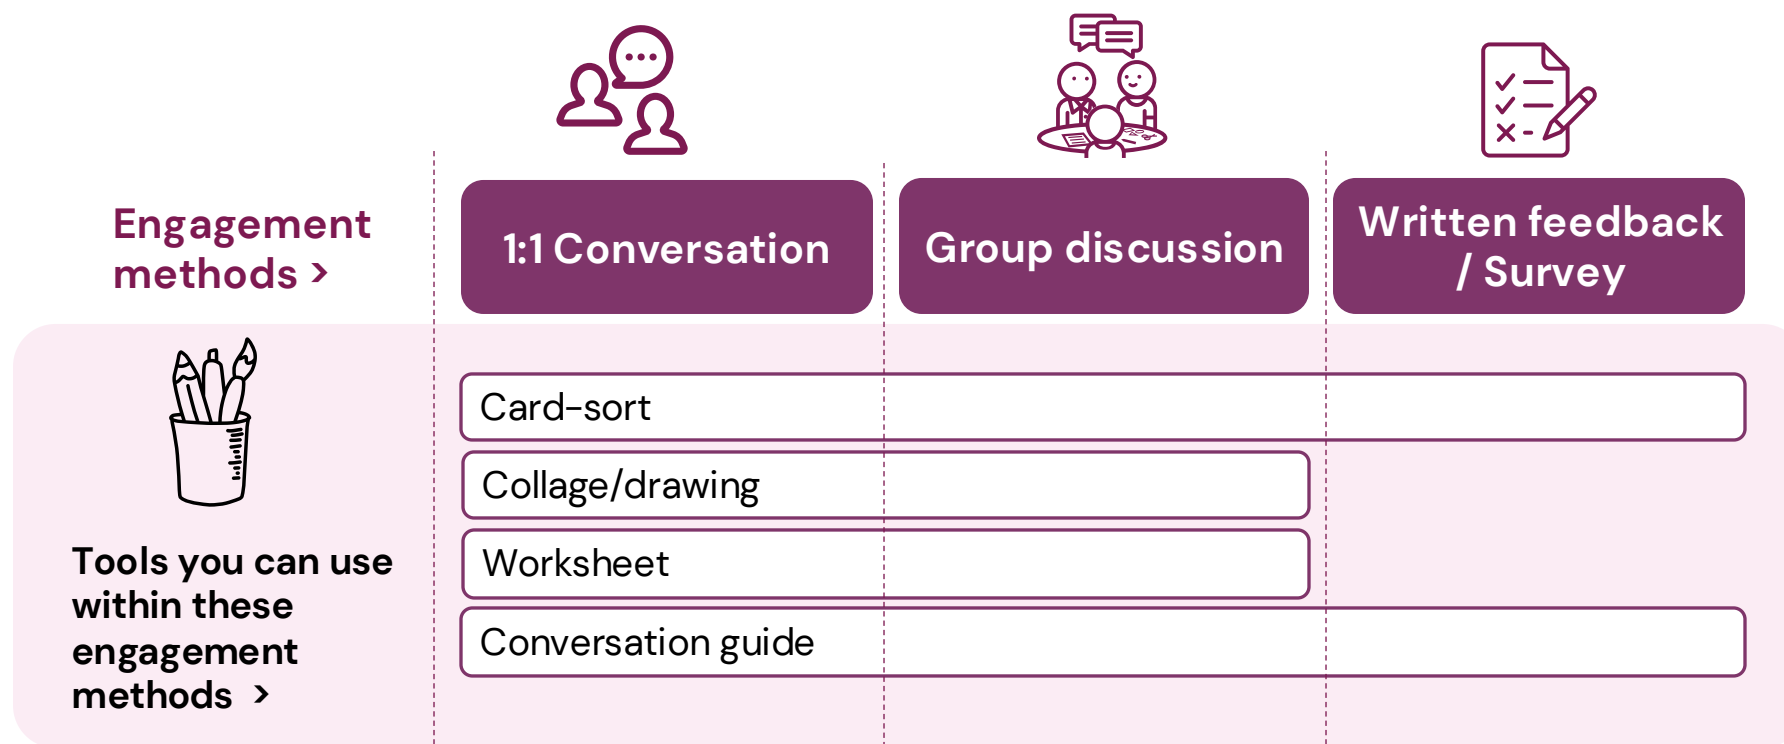 Engagement
methods >
1:1 Conversation
Group discussion
Written feedback
/ Survey
Card-sort
Collage/drawing
Worksheet
Conversation guide
Tools you can use
within these
engagement
methods >